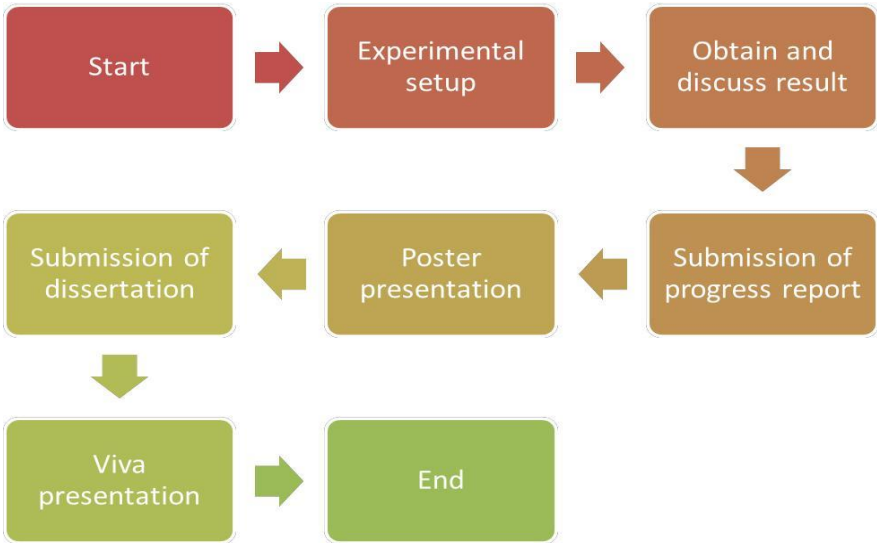 Start
Experimental
setup
Obtain and
discuss result
Submission of
progress report
Poster
presentation
Submission of
dissertation
Viva
presentation
End